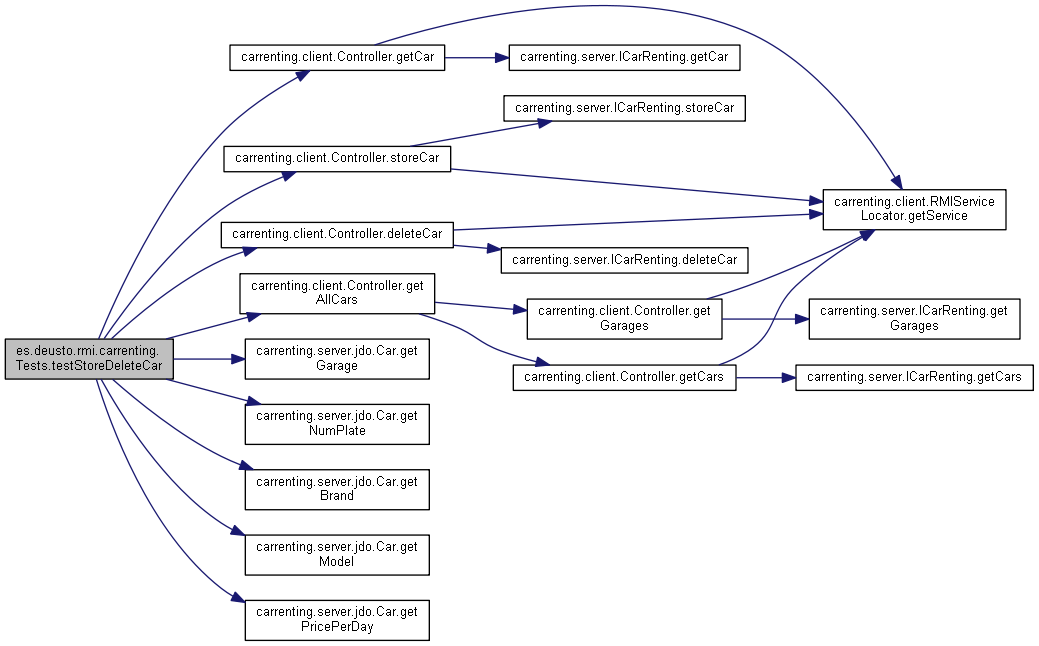 carrenting.client.Controller.getCar
carrenting.server.ICarRenting.getCar
carrenting.server.ICarRenting.storeCar
carrenting.client.Controller.storeCar
carrenting.client.RMIService
Locator.getService
carrenting.client.Controller.deleteCar
carrenting.server.ICarRenting.deleteCar
carrenting.client.Controller.get
AllCars
carrenting.client.Controller.get
Garages
carrenting.server.ICarRenting.get
Garages
es.deusto.rmi.carrenting.
Tests.testStoreDeleteCar
carrenting.server.jdo.Car.get
Garage
carrenting.client.Controller.getCars
carrenting.server.ICarRenting.getCars
carrenting.server.jdo.Car.get
NumPlate
carrenting.server.jdo.Car.get
Brand
carrenting.server.jdo.Car.get
Model
carrenting.server.jdo.Car.get
PricePerDay